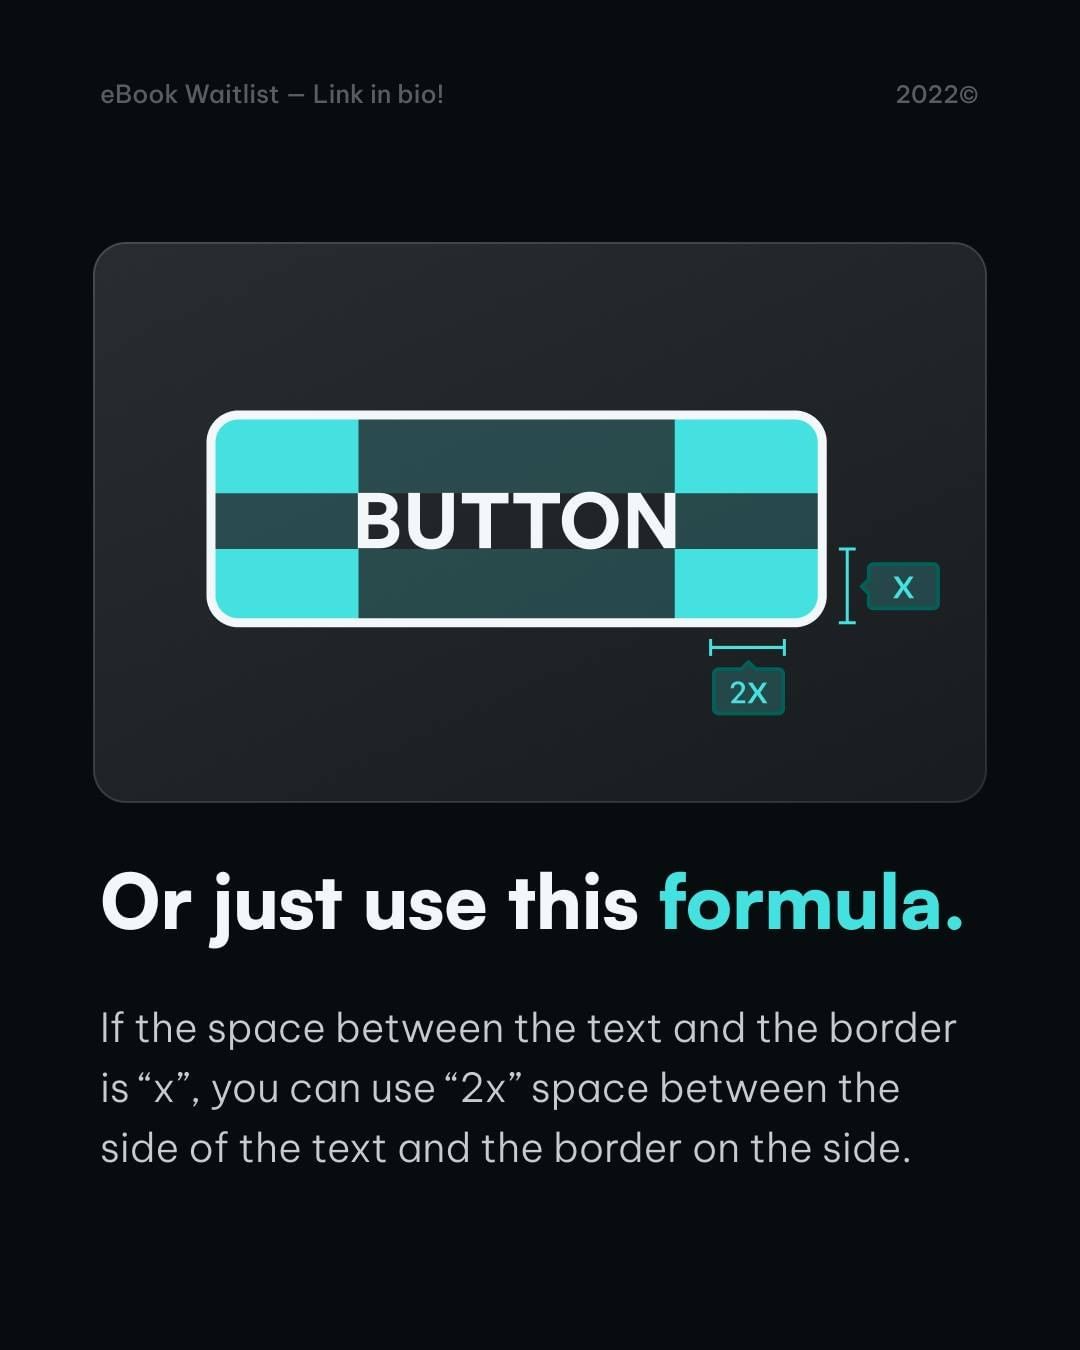 eBook Waitlist — Link in bio!
2022©
BUTTON
X
2X
Or just use this formula.
If the space between the text and the border
is “x”, you can use “2x” space between the
side of the text and the border on the side.